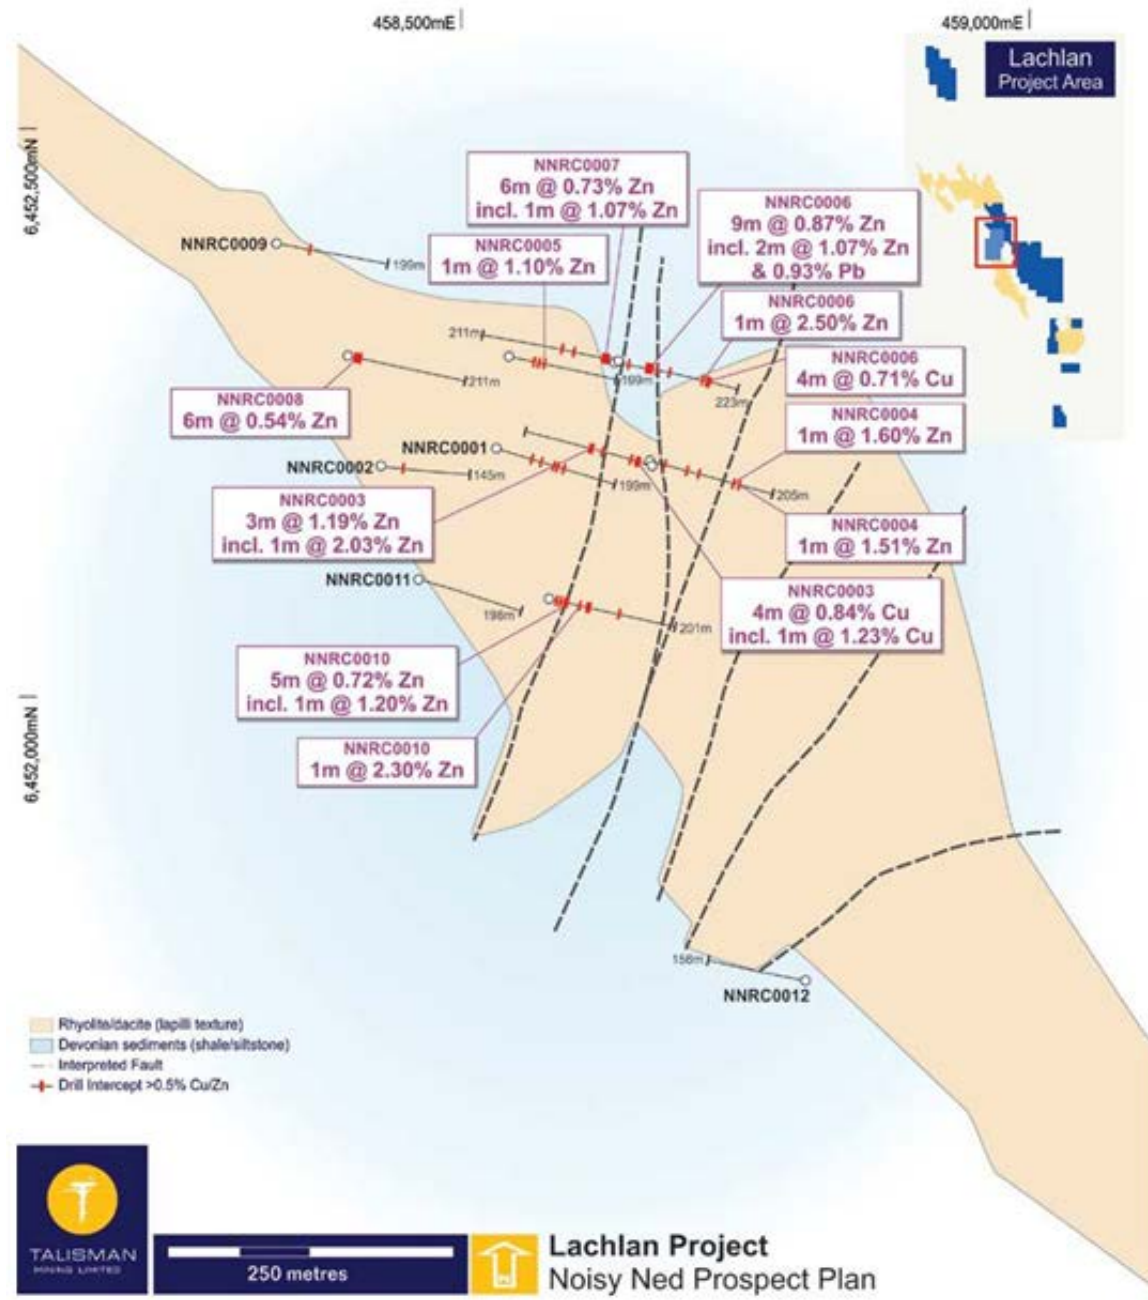 458,500mE
459,000mE
Lachlan
Project Area
6,452,500mN
NNRC0007
6m @ 0.73% Zn
incl. 1m @ 1.07% Zn
NNRC0006
9m @ 0.87% Zn
incl. 2m @ 1.07% Zn
& 0.93% Pb
NNRC0009
199m
NNRC0005
1m @ 1.10% Zn
NNRC0006
1m @ 2.50% Zn
211m
NNRC0006
4m @ 0.71% Cu
211m
199m
223m
NNRC0008
6m @ 0.54% Zn
NNRC0004
1m @ 1.60% Zn
NNRC0001
NNRC0002
145m
199m
205m
NNRC0003
3m @ 1.19% Zn
incl. 1m @ 2.03% Zn
NNRC0004
1m @ 1.51% Zn
NNRC0011
198m
NNRC0003
4m @ 0.84% Cu
incl. 1m @ 1.23% Cu
201m
NNRC0010
5m @ 0.72% Zn
incl. 1m @ 1.20% Zn
6,452,000mN
NNRC0010
1m @ 2.30% Zn
156m
NNRC0012
Rhyolite/dacite (lapilli texture)
Devonian sediments (shale/siltstone)
Interpreted Fault
Drill Intercept >0.5% Cu/Zn
TALISMAN
MINING LIMITED
250 metres
N
Lachlan Project
Noisy Ned Prospect Plan